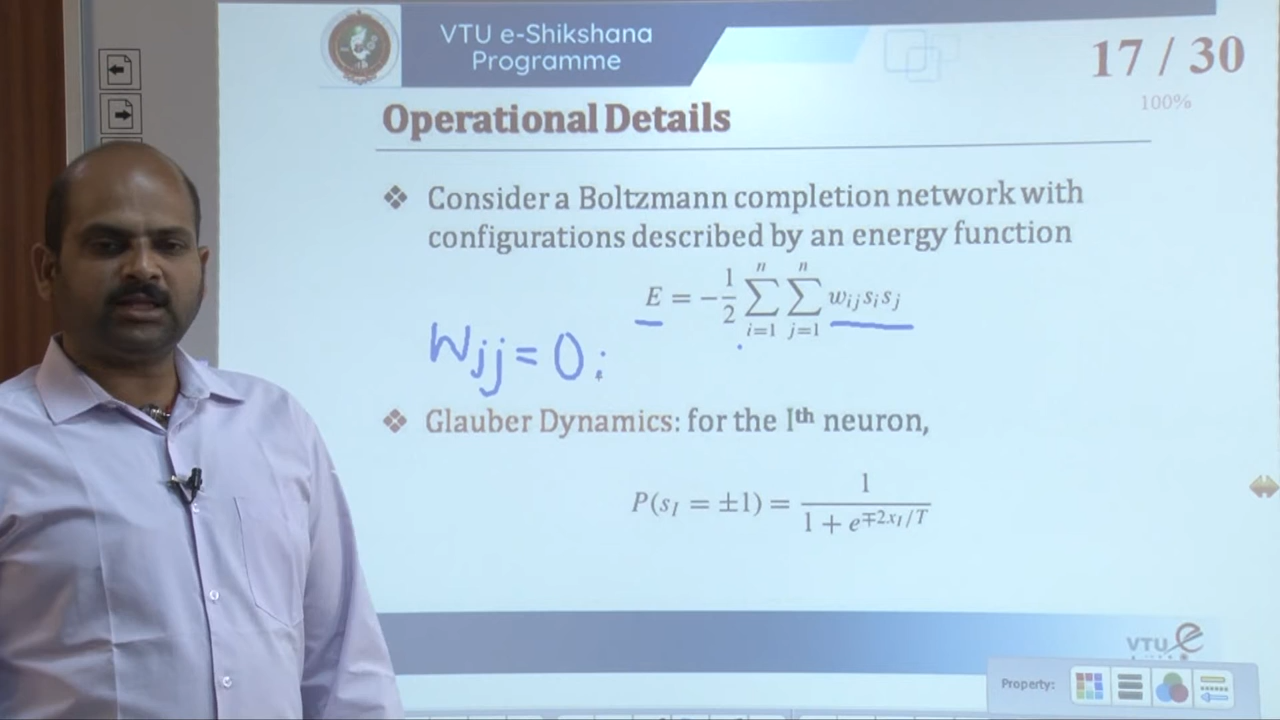 VTU e-Shikshana
Programme
17 / 30
100%
Operational Details
❖ Consider a Boltzmann completion network with
configurations described by an energy function
E = −1/2 ∑_{i=1}^{n} ∑_{j=1}^{n} w_{ij} s_i s_j
W_{jj} = 0 ;
❖ Glauber Dynamics: for the Iᵗʰ neuron,
P(s_I = ±1) = 1 / (1 + e^{∓2x_I/T})
VTU e
Property: